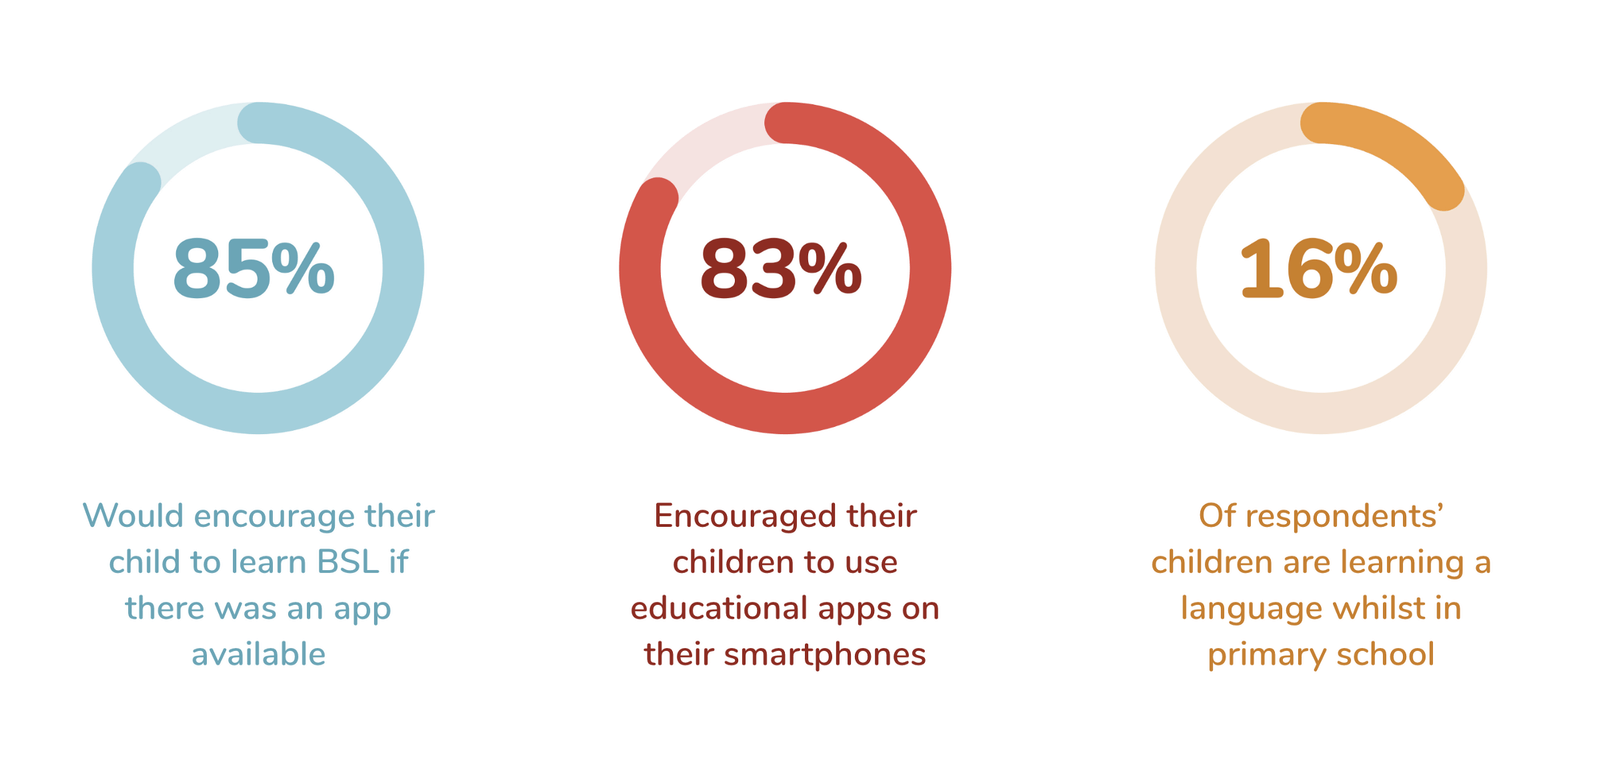 85%
Would encourage their
child to learn BSL if
there was an app
available
83%
Encouraged their
children to use
educational apps on
their smartphones
16%
Of respondents’
children are learning a
language whilst in
primary school